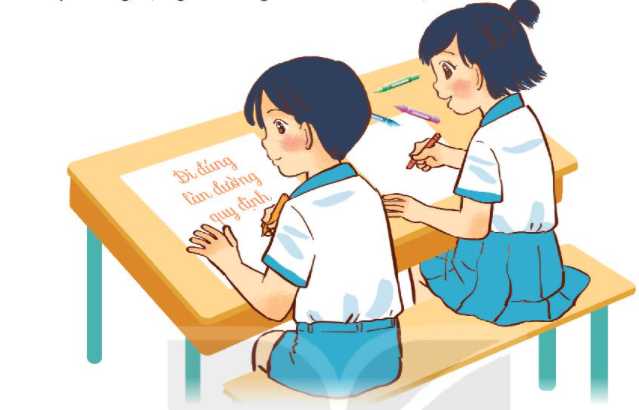 Đi đúng
làn đường
quy định